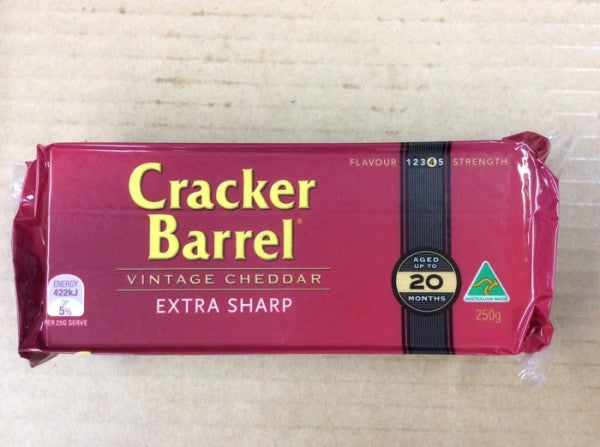 FLAVOUR 12345 STRENGTH
Cracker
Barrel®
VINTAGE CHEDDAR
EXTRA SHARP
ENERGY
422kJ
or
5%
PER 25G SERVE
AGED
UP TO
20
MONTHS
AUSTRALIAN MADE
250g